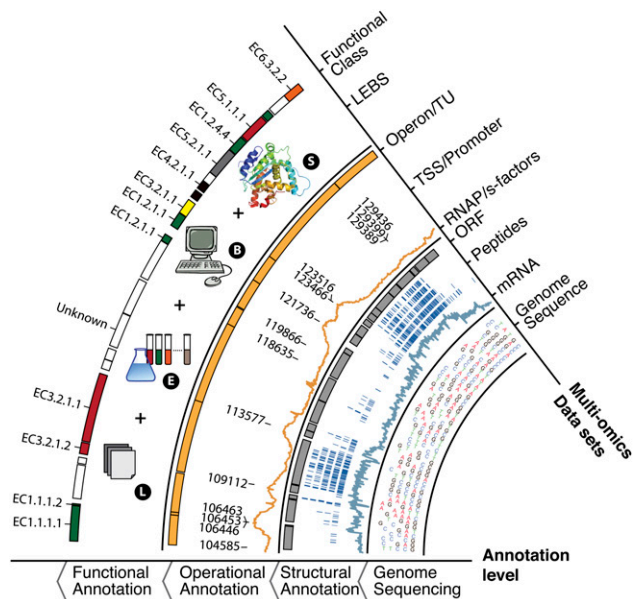 Functional
Class
LEBS
Operon/TU
TSS/Promoter
RNAP/s-factors
ORF
Peptides
mRNA
Genome
Sequence
Multi-omics
Data sets
EC6.3.2.2
EC5.1.1.1
EC1.2.4.4
EC5.2.1.1
EC4.2.1.1
EC3.2.1.1
EC1.2.1.1
EC1.2.1.1
Unknown
EC3.2.1.1
EC3.2.1.2
EC1.1.1.2
EC1.1.1.1
S
+
B
+
E
+
L
129436
129399
129389
123516
123466
121736
119866
118635
113577
109112
106463
106453
106446
104585
Functional
Annotation
Operational
Annotation
Structural
Annotation
Genome
Sequencing
Annotation
level